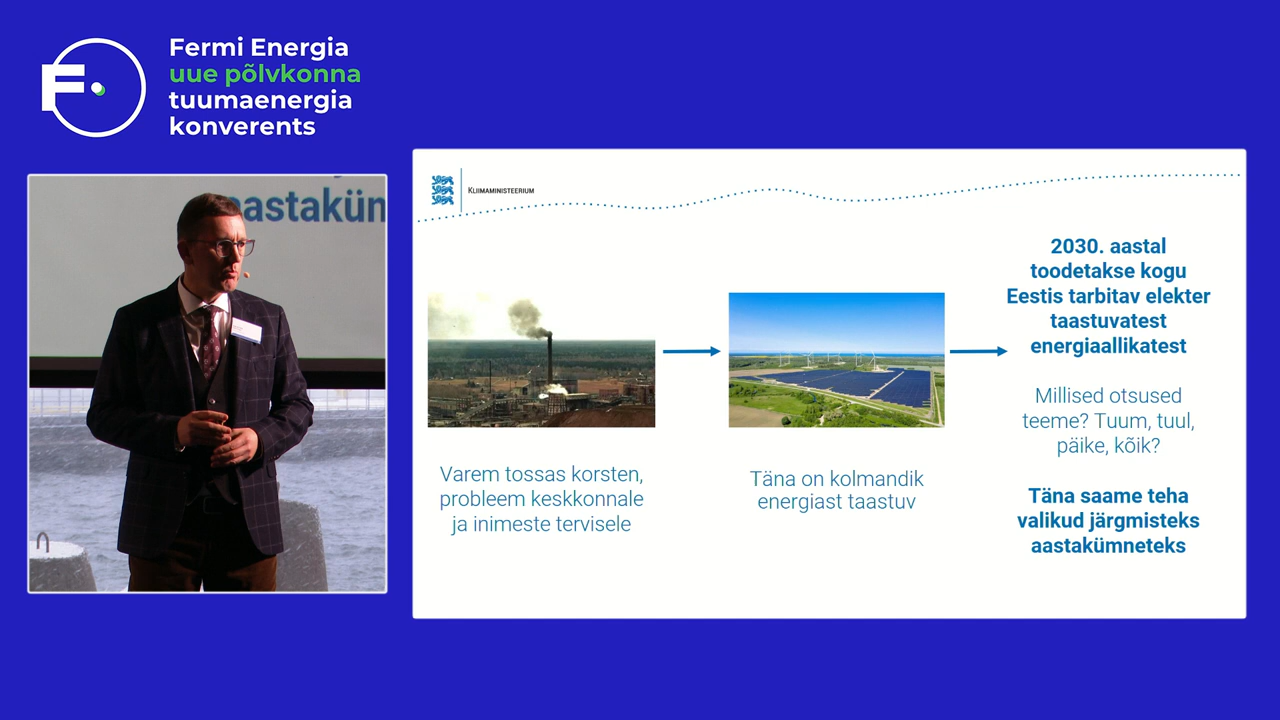 Fermi Energia
uue põlvkonna
tuumaenergia
konverents
aastaküm
KLIIMAMINISTEERIUM
2030. aastal
toodetakse kogu
Eestis tarbitav elekter
taastuvatest
energiaallikatest
Millised otsused
teeme? Tuum, tuul,
päike, kõik?
Täna saame teha
valikud järgmisteks
aastakümneteks
Varem tossas korsten,
probleem keskkonnale
ja inimeste tervisele
Täna on kolmandik
energiast taastuv